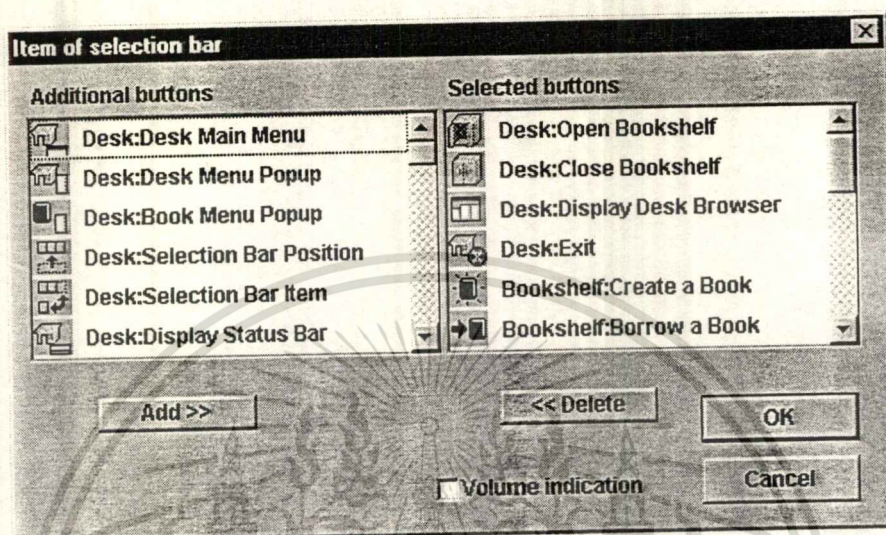 Item of selection bar
Additional buttons
Desk:Desk Main Menu
Desk:Desk Menu Popup
Desk:Book Menu Popup
Desk:Selection Bar Position
Desk:Selection Bar Item
Desk:Display Status Bar
Selected buttons
Desk:Open Bookshelf
Desk:Close Bookshelf
Desk:Display Desk Browser
Desk:Exit
Bookshelf:Create a Book
Bookshelf:Borrow a Book
Add >>
<< Delete
OK
Volume indication
Cancel